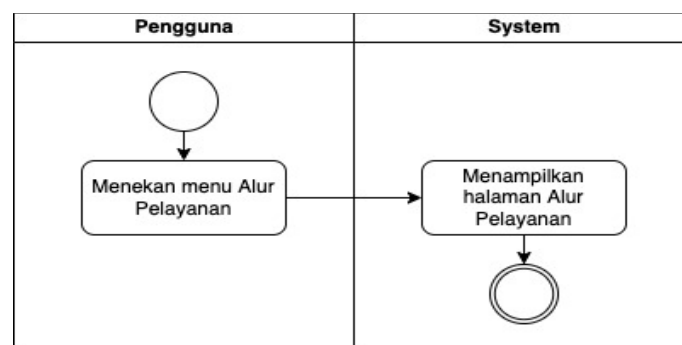 Pengguna
System
Menekan menu Alur
Pelayanan
Menampilkan
halaman Alur
Pelayanan